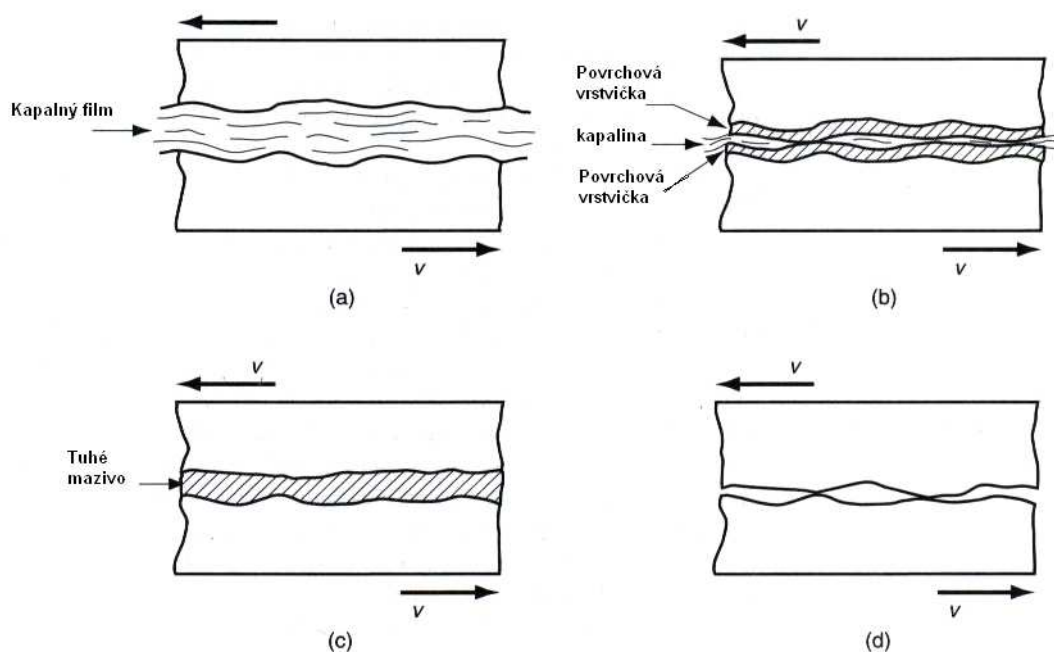 Kapalný film
v
(a)
v
Povrchová
vrstvička
kapalina
Povrchová
vrstvička
v
(b)
v
Tuhé
mazivo
v
(c)
v
v
(d)